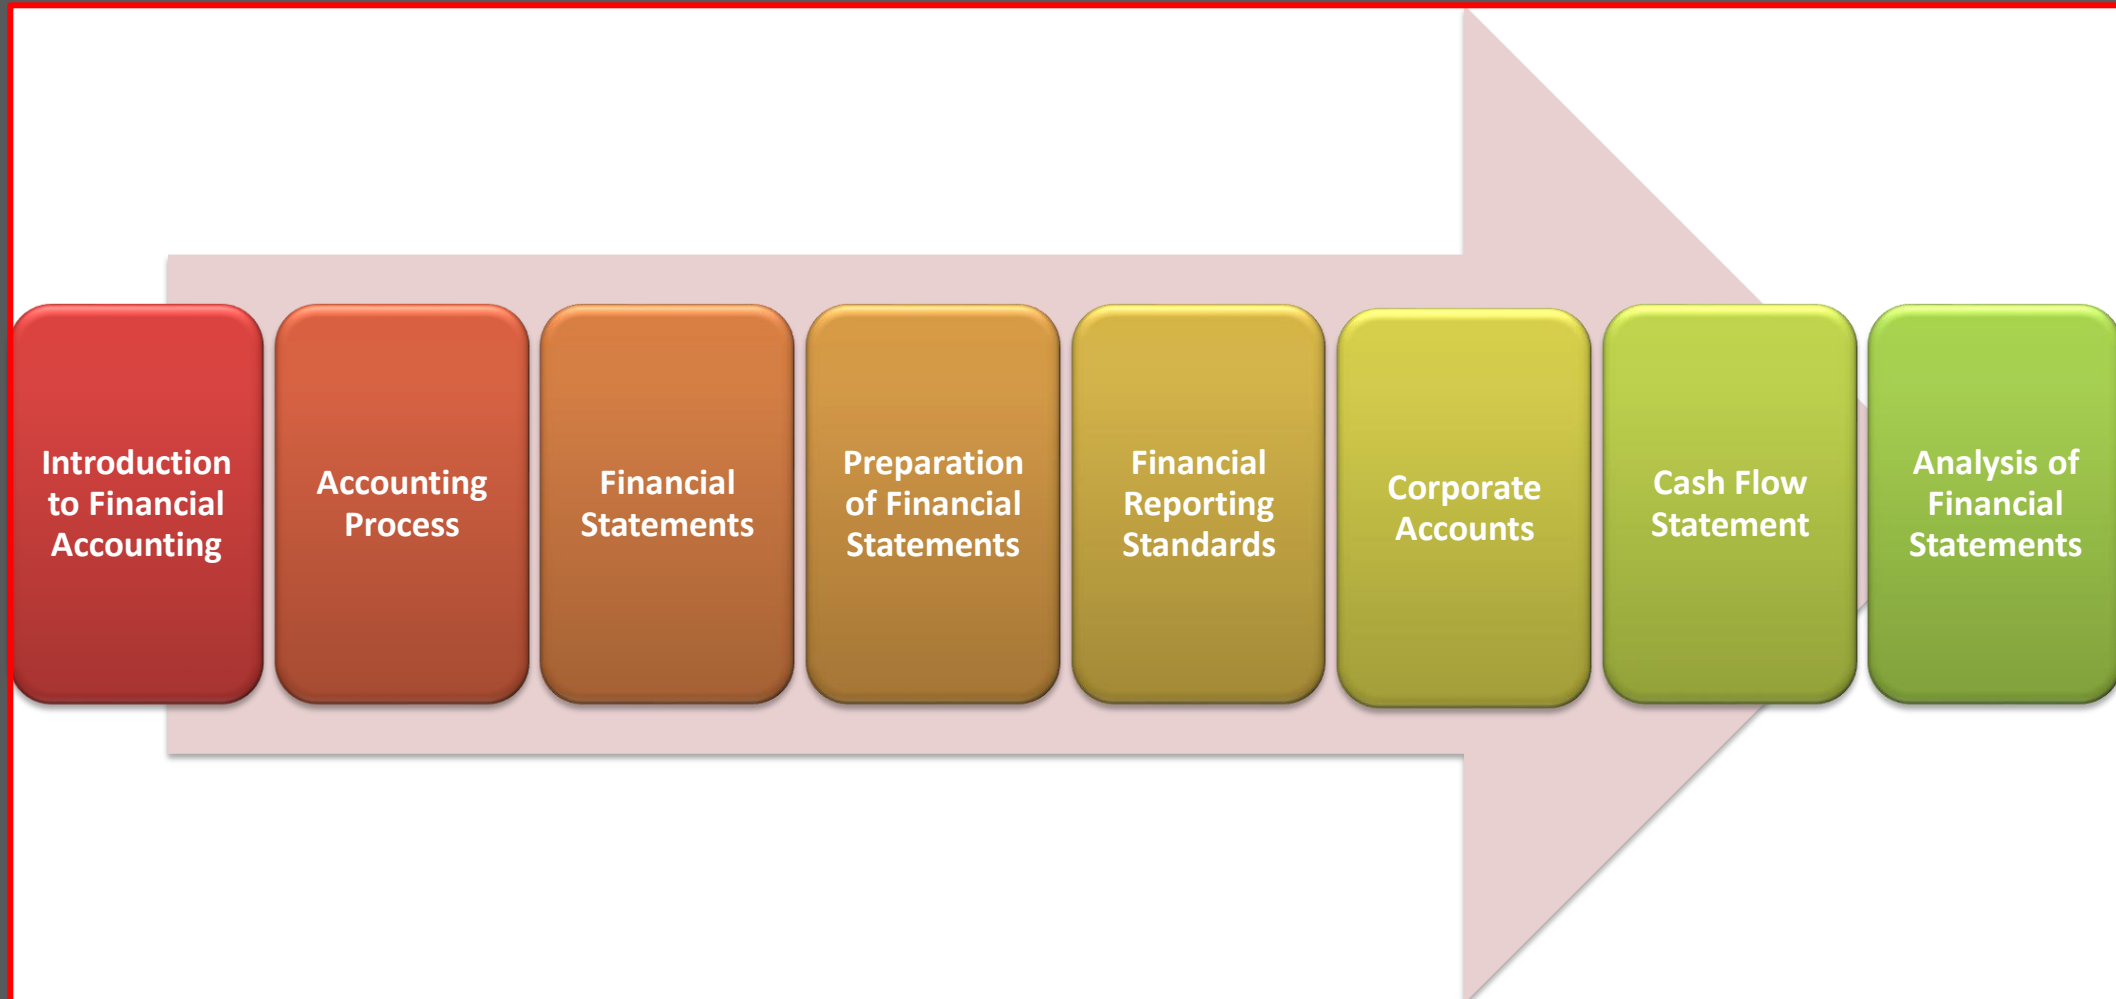 Introduction
to Financial
Accounting
Accounting
Process
Financial
Statements
Preparation
of Financial
Statements
Financial
Reporting
Standards
Corporate
Accounts
Cash Flow
Statement
Analysis of
Financial
Statements